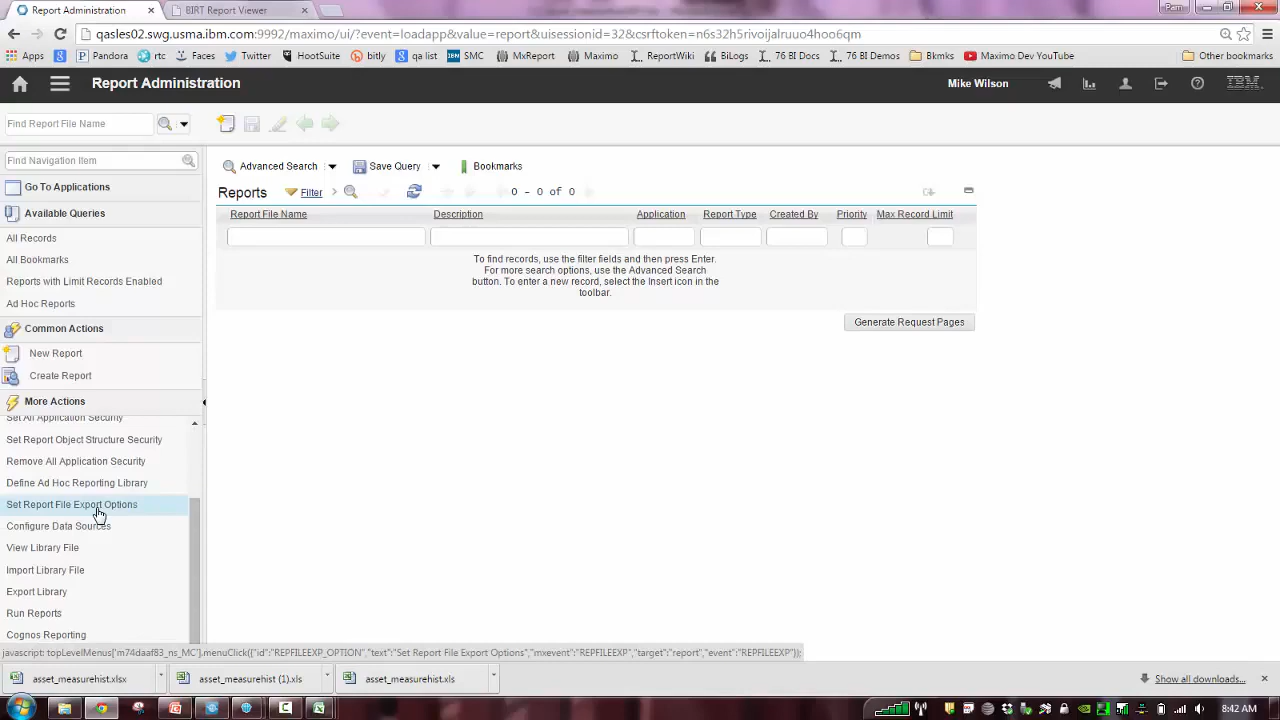 Report Administration
BIRT Report Viewer
Pam
qasles02.swg.usma.ibm.com:9992/maximo/ui/?event=loadapp&value=report&uisessionid=32&csrftoken=n6s32h5rivoijalruuo4hoo6qm
Apps Pandora rtc Faces Twitter HootSuite bitly qa list SMC MxReport Maximo ReportWiki BiLogs 76 BI Docs 76 BI Demos Bkmks Maximo Dev YouTube Other bookmarks
Report Administration
Mike Wilson
IBM
Find Report File Name
Find Navigation Item
Go To Applications
Available Queries
All Records
All Bookmarks
Reports with Limit Records Enabled
Ad Hoc Reports
Common Actions
New Report
Create Report
More Actions
Set All Application Security
Set Report Object Structure Security
Remove All Application Security
Define Ad Hoc Reporting Library
Set Report File Export Options
Configure Data Sources
View Library File
Import Library File
Export Library
Run Reports
Cognos Reporting
Advanced Search Save Query Bookmarks
Reports Filter 0 - 0 of 0
Report File Name Description Application Report Type Created By Priority Max Record Limit
To find records, use the filter fields and then press Enter.
For more search options, use the Advanced Search
button. To enter a new record, select the Insert icon in the
toolbar.
Generate Request Pages
javascript: topLevelMenus['m74daaf83_ns_MC'].menuClick({"id":"REPFILEEXP_OPTION","text":"Set Report File Export Options","mxevent":"REPFILEEXP","target":"report","event":"REPFILEEXP"});
asset_measurehist.xlsx
asset_measurehist (1).xls
asset_measurehist.xls
Show all downloads...
8:42 AM